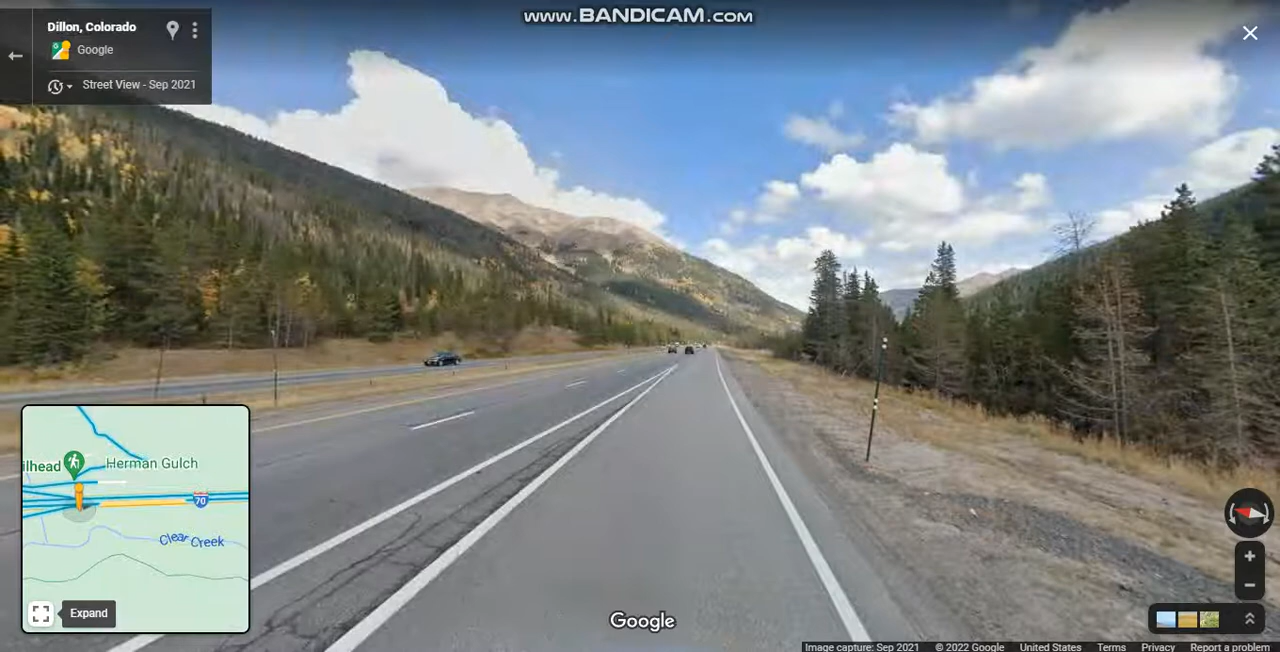 www.BANDICAM.com
Dillon, Colorado
Google
Street View - Sep 2021
ilhead
Herman Gulch
70
Clear Creek
Expand
Google
Image capture: Sep 2021 © 2022 Google United States Terms Privacy Report a problem